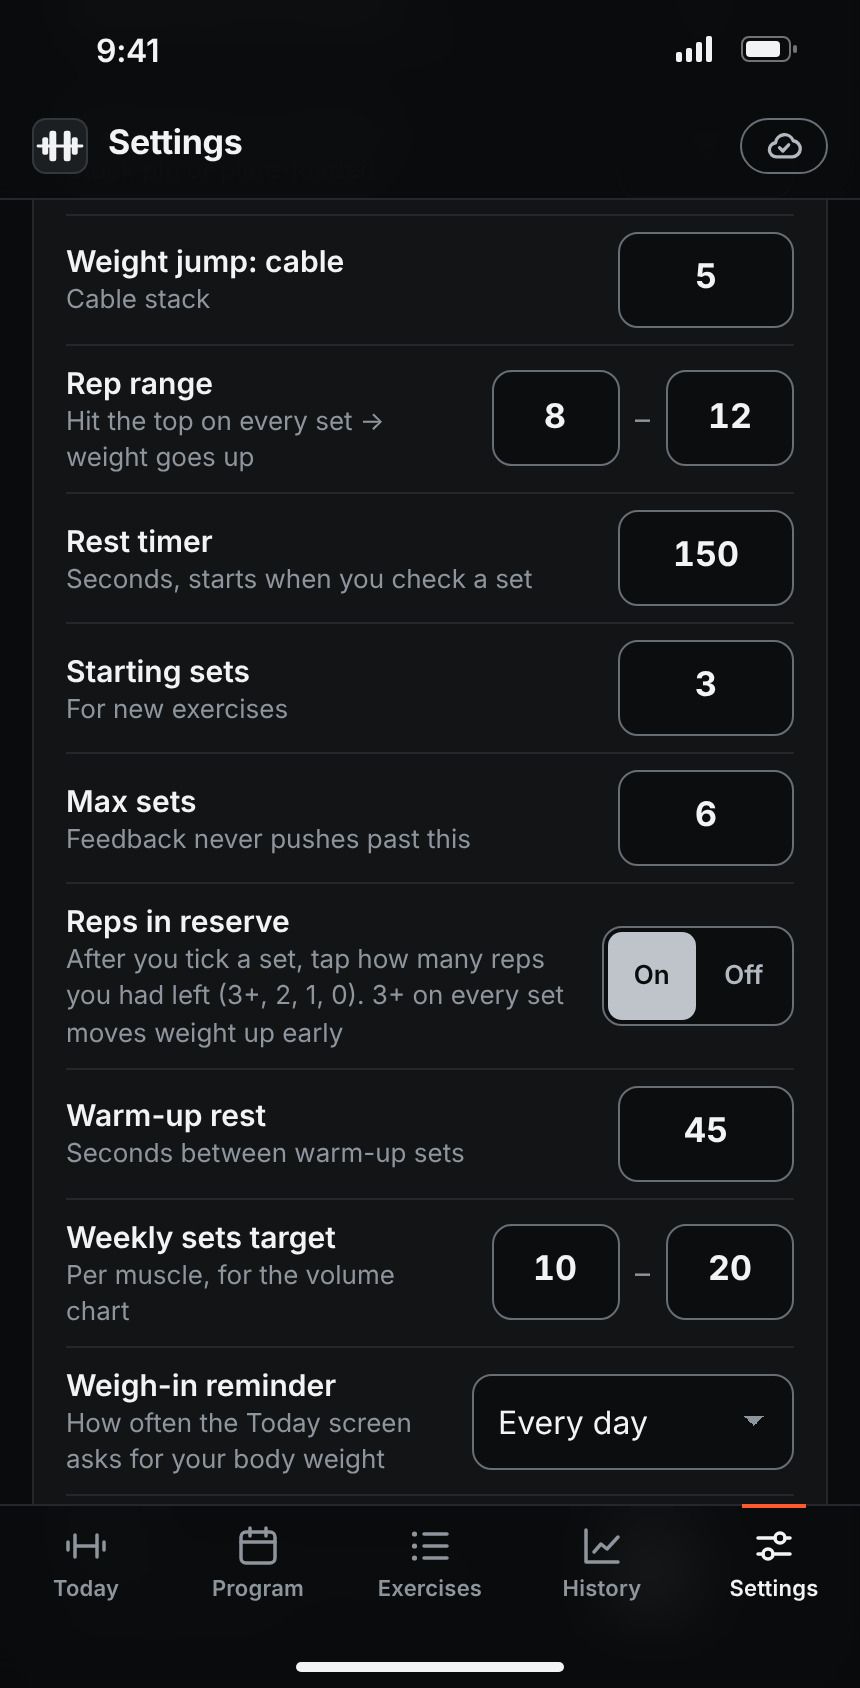 9:41
Settings
Weight jump: cable
Cable stack
5
Rep range
Hit the top on every set →
weight goes up
8 – 12
Rest timer
Seconds, starts when you check a set
150
Starting sets
For new exercises
3
Max sets
Feedback never pushes past this
6
Reps in reserve
After you tick a set, tap how many reps
you had left (3+, 2, 1, 0). 3+ on every set
moves weight up early
On Off
Warm-up rest
Seconds between warm-up sets
45
Weekly sets target
Per muscle, for the volume
chart
10 – 20
Weigh-in reminder
How often the Today screen
asks for your body weight
Every day
Today Program Exercises History Settings